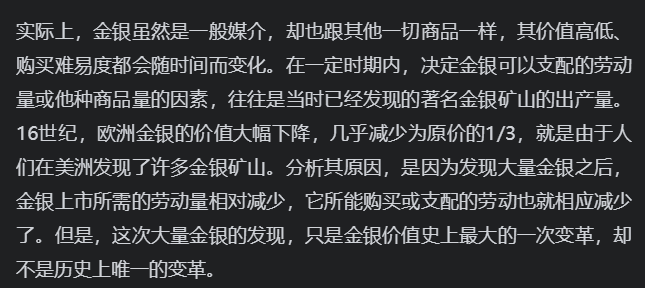 实际上，金银虽然是一般媒介，却也跟其他一切商品一样，其价值高低、
购买难易度都会随时间而变化。在一定时期内，决定金银可以支配的劳动
量或他种商品量的因素，往往是当时已经发现的著名金银矿山的出产量。
16世纪，欧洲金银的价值大幅下降，几乎减少为原价的1/3，就是由于人
们在美洲发现了许多金银矿山。分析其原因，是因为发现大量金银之后，
金银上市所需的劳动量相对减少，它所能购买或支配的劳动也就相应减少
了。但是，这次大量金银的发现，只是金银价值史上最大的一次变革，却
不是历史上唯一的变革。